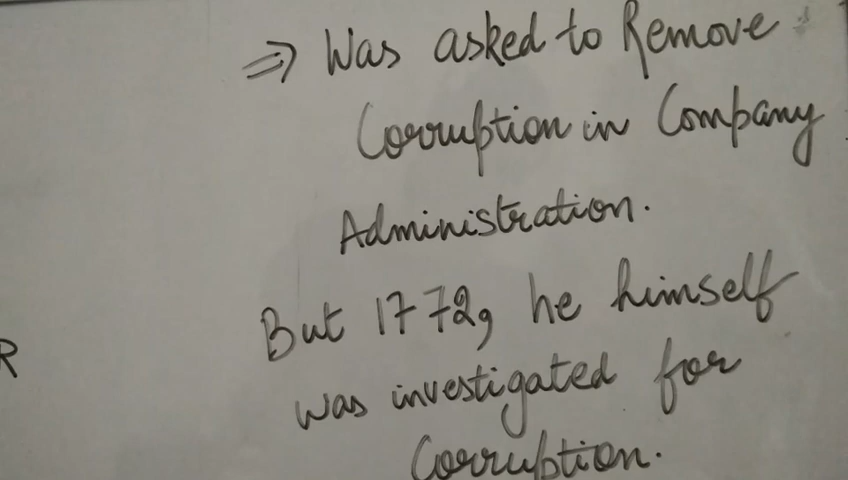 ⇒ Was asked to Remove
Corruption in Company
Administration.
But 1772, he himself
R
was investigated for
Corruption.